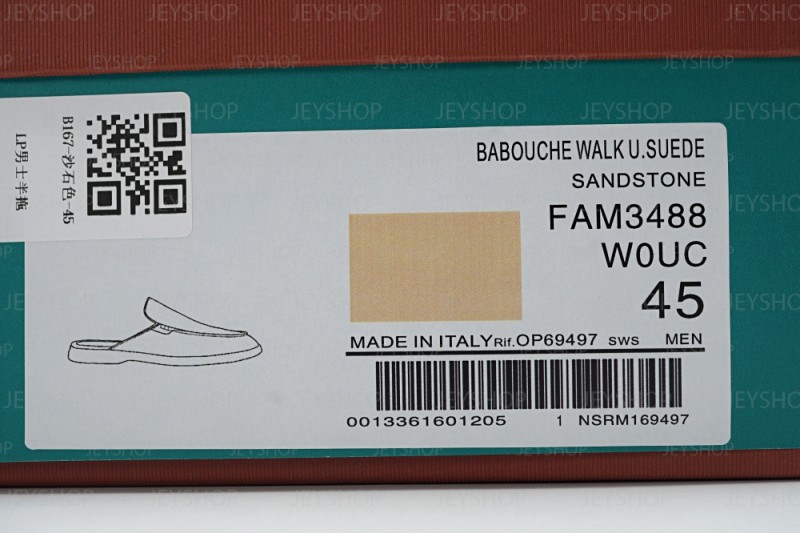 JEYSHOP
B167-沙石色-45
LP男士半拖
BABOUCHE WALK U.SUEDE
SANDSTONE
FAM3488
W0UC
45
MADE IN ITALY Rif. OP69497 sws MEN
0013361601205 1 NSRM169497